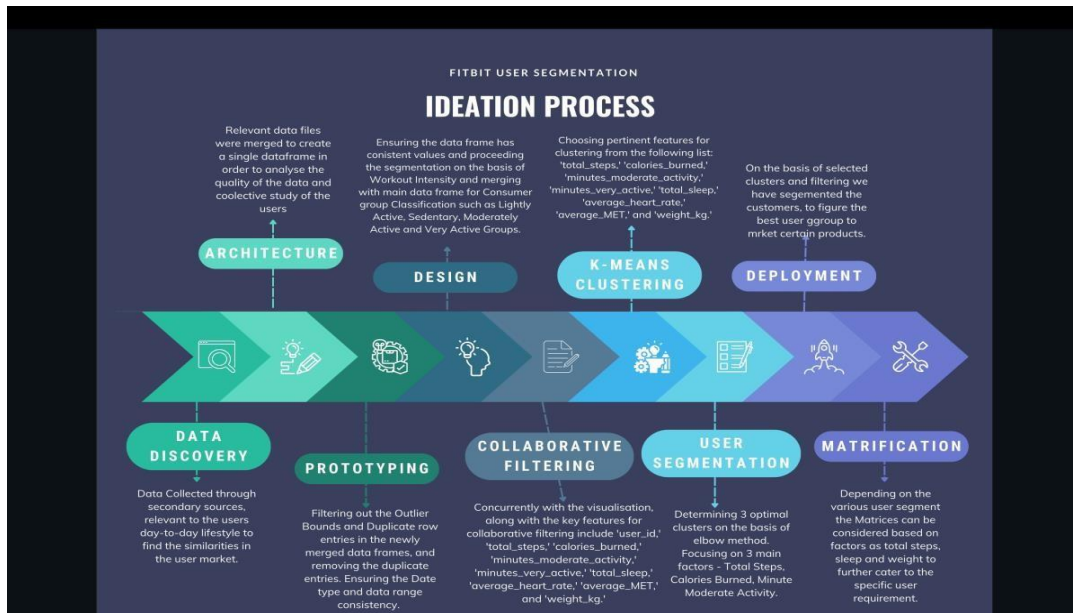 FITBIT USER SEGMENTATION
IDEATION PROCESS
Relevant data files
were merged to create
a single dataframe in
order to analyse the
quality of the data and
coolective study of the
users
ARCHITECTURE
Ensuring the data frame has
conistent values and proceeding
the segmentation on the basis of
Workout Intensity and merging
with main data frame for Consumer
group Classification such as Lightly
Active, Sedentary, Moderately
Active and Very Active Groups.
DESIGN
Choosing pertinent features for
clustering from the following list:
'total_steps,' 'calories_burned,'
'minutes_moderate_activity,'
'minutes_very_active,' 'total_sleep,'
'average_heart_rate,'
'average_MET,' and 'weight_kg.'
K-MEANS
CLUSTERING
On the basis of selected
clusters and filtering we
have segemented the
customers, to figure the
best user ggroup to
mrket certain products.
DEPLOYMENT
DATA
DISCOVERY
Data Collected through
secondary sources,
relevant to the users
day-to-day lifestyle to
find the similarities in
the user market.
PROTOTYPING
Filtering out the Outlier
Bounds and Duplicate row
entries in the newly
merged data frames, and
removing the duplicate
entries. Ensuring the Date
type and data range
consistency.
COLLABORATIVE
FILTERING
Concurrently with the visualisation,
along with the key features for
collaborative filtering include 'user_id,'
'total_steps,' 'calories_burned,'
'minutes_moderate_activity,'
'minutes_very_active,' 'total_sleep,'
'average_heart_rate,' 'average_MET,'
and 'weight_kg.'
USER
SEGMENTATION
Determining 3 optimal
clusters on the basis of
elbow method.
Focusing on 3 main
factors - Total Steps,
Calories Burned, Minute
Moderate Activity.
MATRIFICATION
Depending on the
various user segment
the Matrices can be
considered based on
factors as total steps,
sleep and weight to
further cater to the
specific user
requirement.